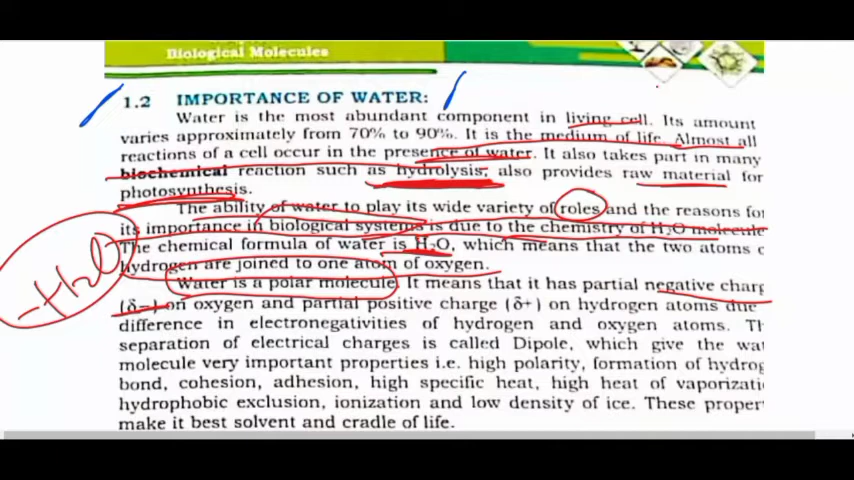 Biological Molecules
1.2 IMPORTANCE OF WATER:
Water is the most abundant component in living cell. Its amount
varies approximately from 70% to 90%. It is the medium of life. Almost all
reactions of a cell occur in the presence of water. It also takes part in many
biochemical reaction such as hydrolysis, also provides raw material for
photosynthesis.
The ability of water to play its wide variety of roles and the reasons for
its importance in biological systems is due to the chemistry of H₂O molecule
The chemical formula of water is H₂O, which means that the two atoms o
hydrogen are joined to one atom of oxygen.
Water is a polar molecule. It means that it has partial negative charg
(δ−) on oxygen and partial positive charge (δ+) on hydrogen atoms due
difference in electronegativities of hydrogen and oxygen atoms. Th
separation of electrical charges is called Dipole, which give the wat
molecule very important properties i.e. high polarity, formation of hydrog
bond, cohesion, adhesion, high specific heat, high heat of vaporizati
hydrophobic exclusion, ionization and low density of ice. These proper
make it best solvent and cradle of life.
H₂O